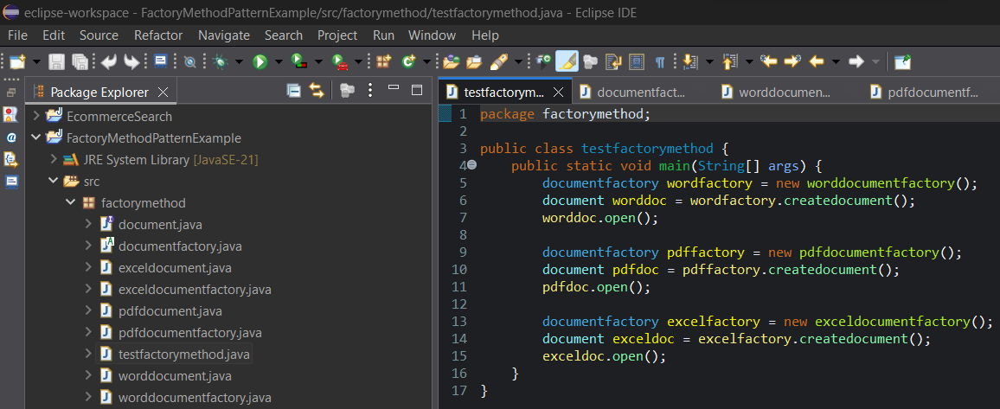 eclipse-workspace - FactoryMethodPatternExample/src/factorymethod/testfactorymethod.java - Eclipse IDE
File Edit Source Refactor Navigate Search Project Run Window Help
Package Explorer
EcommerceSearch
FactoryMethodPatternExample
JRE System Library [JavaSE-21]
src
factorymethod
document.java
documentfactory.java
exceldocument.java
exceldocumentfactory.java
pdfdocument.java
pdfdocumentfactory.java
testfactorymethod.java
worddocument.java
worddocumentfactory.java
testfactorym... documentfact... worddocumen... pdfdocumentf...
1 package factorymethod;
2
3 public class testfactorymethod {
4 public static void main(String[] args) {
5 documentfactory wordfactory = new worddocumentfactory();
6 document worddoc = wordfactory.createdocument();
7 worddoc.open();
8
9 documentfactory pdffactory = new pdfdocumentfactory();
10 document pdfdoc = pdffactory.createdocument();
11 pdfdoc.open();
12
13 documentfactory excelfactory = new exceldocumentfactory();
14 document exceldoc = excelfactory.createdocument();
15 exceldoc.open();
16 }
17 }